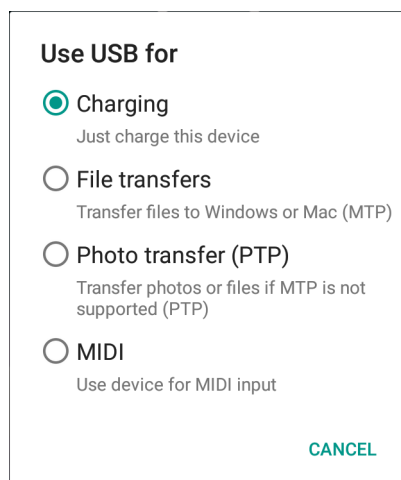 Use USB for
Charging
Just charge this device
File transfers
Transfer files to Windows or Mac (MTP)
Photo transfer (PTP)
Transfer photos or files if MTP is not
supported (PTP)
MIDI
Use device for MIDI input
CANCEL